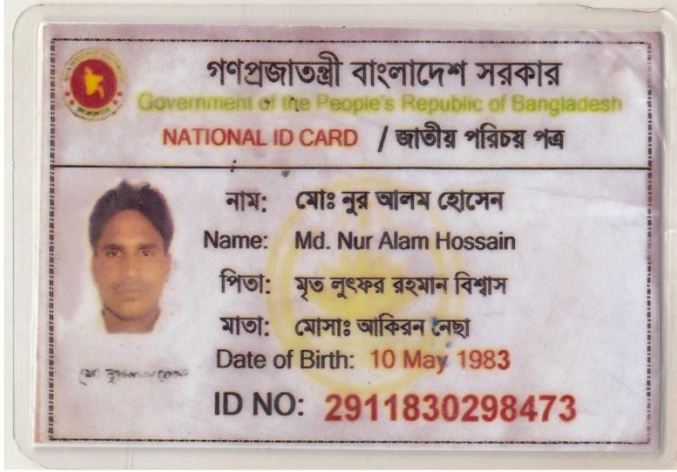 গণপ্রজাতন্ত্রী বাংলাদেশ সরকার
Government of the People's Republic of Bangladesh
NATIONAL ID CARD / জাতীয় পরিচয় পত্র
নাম: মোঃ নুর আলম হোসেন
Name: Md. Nur Alam Hossain
পিতা: মৃত লুৎফর রহমান বিশ্বাস
মাতা: মোসাঃ আকিরন নেছা
Date of Birth: 10 May 1983
ID NO: 2911830298473